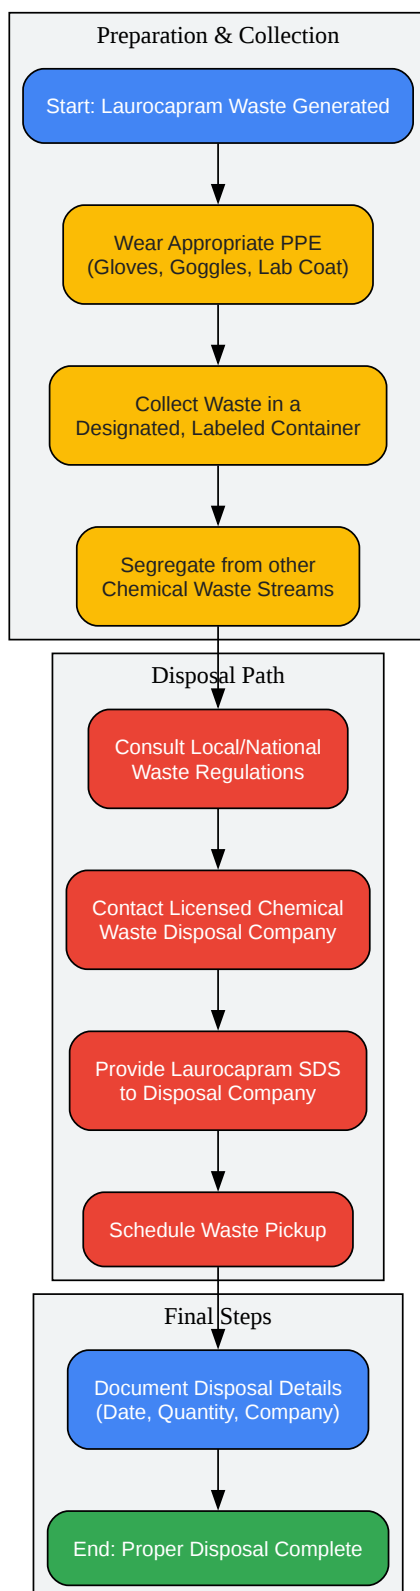 Preparation & Collection
Start: Laurocapram Waste Generated
Wear Appropriate PPE
(Gloves, Goggles, Lab Coat)
Collect Waste in a
Designated, Labeled Container
Segregate from other
Chemical Waste Streams
Disposal Path
Consult Local/National
Waste Regulations
Contact Licensed Chemical
Waste Disposal Company
Provide Laurocapram SDS
to Disposal Company
Schedule Waste Pickup
Final Steps
Document Disposal Details
(Date, Quantity, Company)
End: Proper Disposal Complete